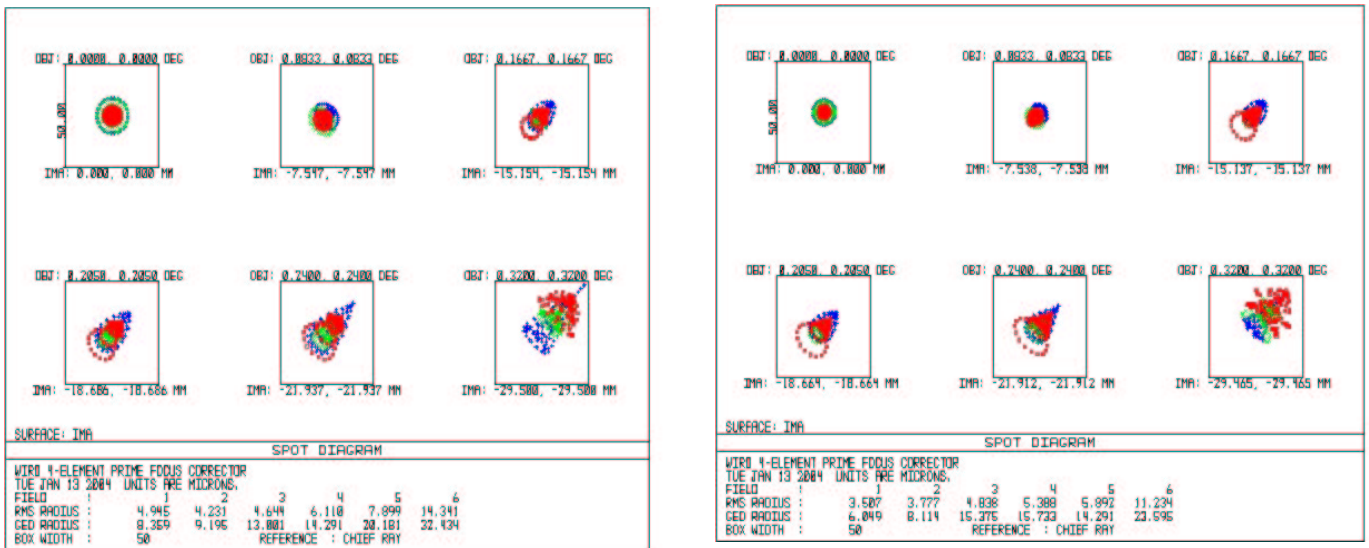 OBJ: 0.0000, 0.0000 DEG
OBJ: 0.0833, 0.0833 DEG
OBJ: 0.1667, 0.1667 DEG
50.00
IMA: 0.000, 0.000 MM
IMA: -7.547, -7.547 MM
IMA: -15.154, -15.154 MM
OBJ: 0.2050, 0.2050 DEG
OBJ: 0.2400, 0.2400 DEG
OBJ: 0.3200, 0.3200 DEG
IMA: -18.686, -18.686 MM
IMA: -21.937, -21.937 MM
IMA: -29.500, -29.500 MM
SURFACE: IMA
SPOT DIAGRAM
WIRO 4-ELEMENT PRIME FOCUS CORRECTOR
TUE JAN 13 2004 UNITS ARE MICRONS.
FIELD : 1 2 3 4 5 6
RMS RADIUS : 4.945 4.231 4.644 6.110 7.899 14.341
GEO RADIUS : 8.359 9.195 13.001 14.291 20.181 32.434
BOX WIDTH : 50 REFERENCE : CHIEF RAY
OBJ: 0.0000, 0.0000 DEG
OBJ: 0.0833, 0.0833 DEG
OBJ: 0.1667, 0.1667 DEG
50.00
IMA: 0.000, 0.000 MM
IMA: -7.538, -7.538 MM
IMA: -15.137, -15.137 MM
OBJ: 0.2050, 0.2050 DEG
OBJ: 0.2400, 0.2400 DEG
OBJ: 0.3200, 0.3200 DEG
IMA: -18.664, -18.664 MM
IMA: -21.912, -21.912 MM
IMA: -29.465, -29.465 MM
SURFACE: IMA
SPOT DIAGRAM
WIRO 4-ELEMENT PRIME FOCUS CORRECTOR
TUE JAN 13 2004 UNITS ARE MICRONS.
FIELD : 1 2 3 4 5 6
RMS RADIUS : 3.507 3.777 4.838 5.388 5.892 11.234
GEO RADIUS : 6.049 8.114 15.375 15.733 14.291 23.595
BOX WIDTH : 50 REFERENCE : CHIEF RAY